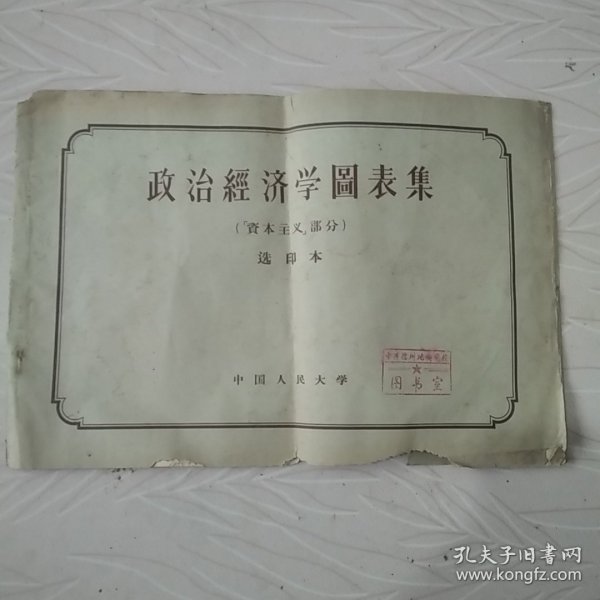 政治經济学圖表集
(「資本主义」部分)
选印本
中国人民大学
图书室
孔夫子旧书网
www.kongfz.com